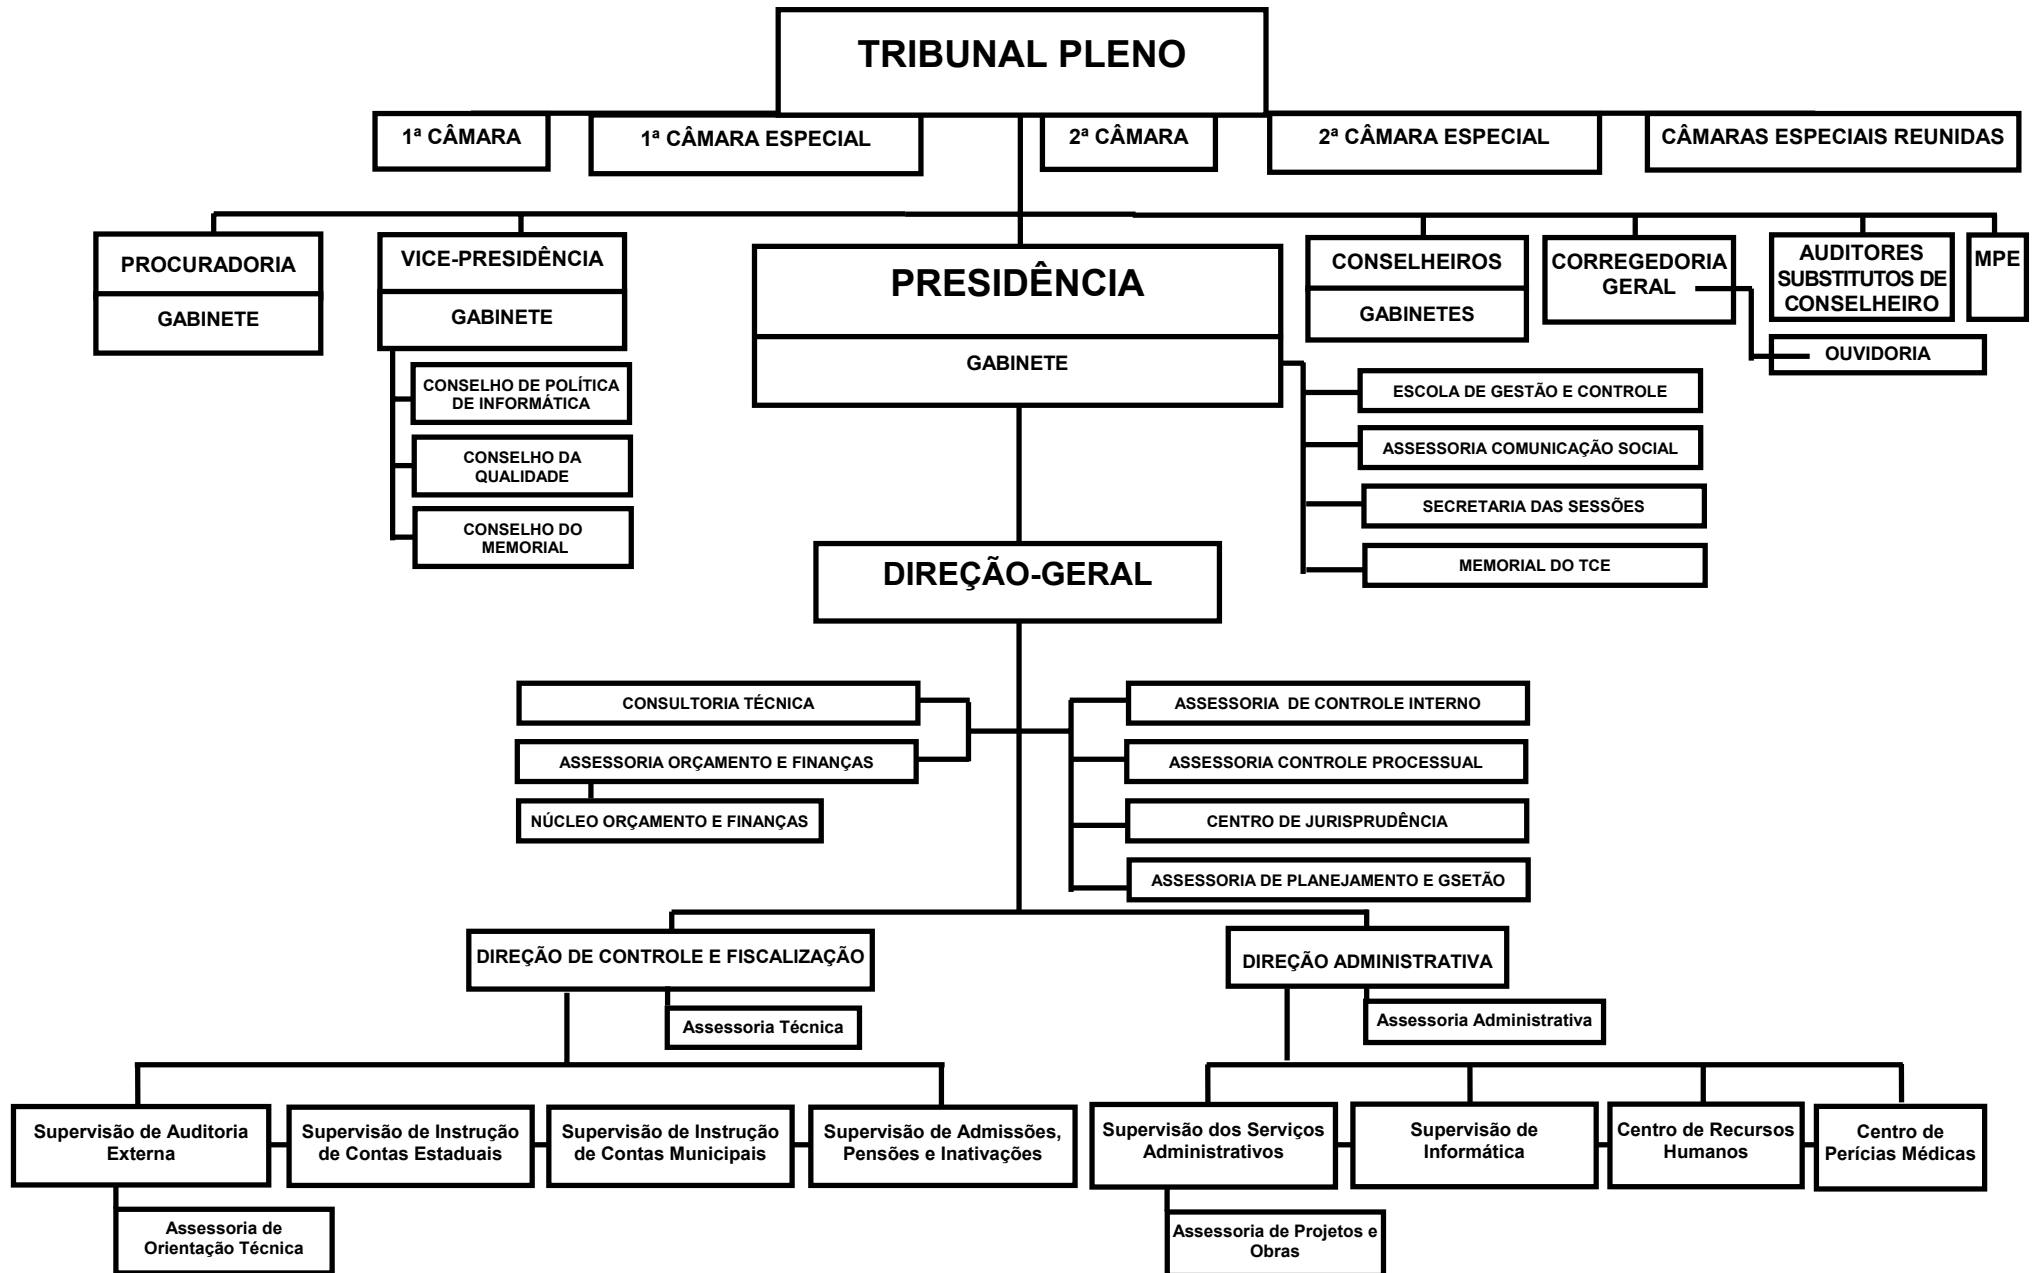 TRIBUNAL PLENO
1ª CÂMARA
1ª CÂMARA ESPECIAL
2ª CÂMARA
2ª CÂMARA ESPECIAL
CÂMARAS ESPECIAIS REUNIDAS
PROCURADORIA
GABINETE
VICE-PRESIDÊNCIA
GABINETE
PRESIDÊNCIA
GABINETE
CONSELHEIROS
GABINETES
CORREGEDORIA
GERAL
AUDITORES
SUBSTITUTOS DE
CONSELHEIRO
MPE
OUVIDORIA
CONSELHO DE POLÍTICA
DE INFORMÁTICA
CONSELHO DA
QUALIDADE
CONSELHO DO
MEMORIAL
ESCOLA DE GESTÃO E CONTROLE
ASSESSORIA COMUNICAÇÃO SOCIAL
SECRETARIA DAS SESSÕES
MEMORIAL DO TCE
DIREÇÃO-GERAL
CONSULTORIA TÉCNICA
ASSESSORIA ORÇAMENTO E FINANÇAS
NÚCLEO ORÇAMENTO E FINANÇAS
ASSESSORIA DE CONTROLE INTERNO
ASSESSORIA CONTROLE PROCESSUAL
CENTRO DE JURISPRUDÊNCIA
ASSESSORIA DE PLANEJAMENTO E GSETÃO
DIREÇÃO DE CONTROLE E FISCALIZAÇÃO
Assessoria Técnica
DIREÇÃO ADMINISTRATIVA
Assessoria Administrativa
Supervisão de Auditoria
Externa
Supervisão de Instrução
de Contas Estaduais
Supervisão de Instrução
de Contas Municipais
Supervisão de Admissões,
Pensões e Inativações
Supervisão dos Serviços
Administrativos
Supervisão de
Informática
Centro de Recursos
Humanos
Centro de
Perícias Médicas
Assessoria de
Orientação Técnica
Assessoria de Projetos e
Obras